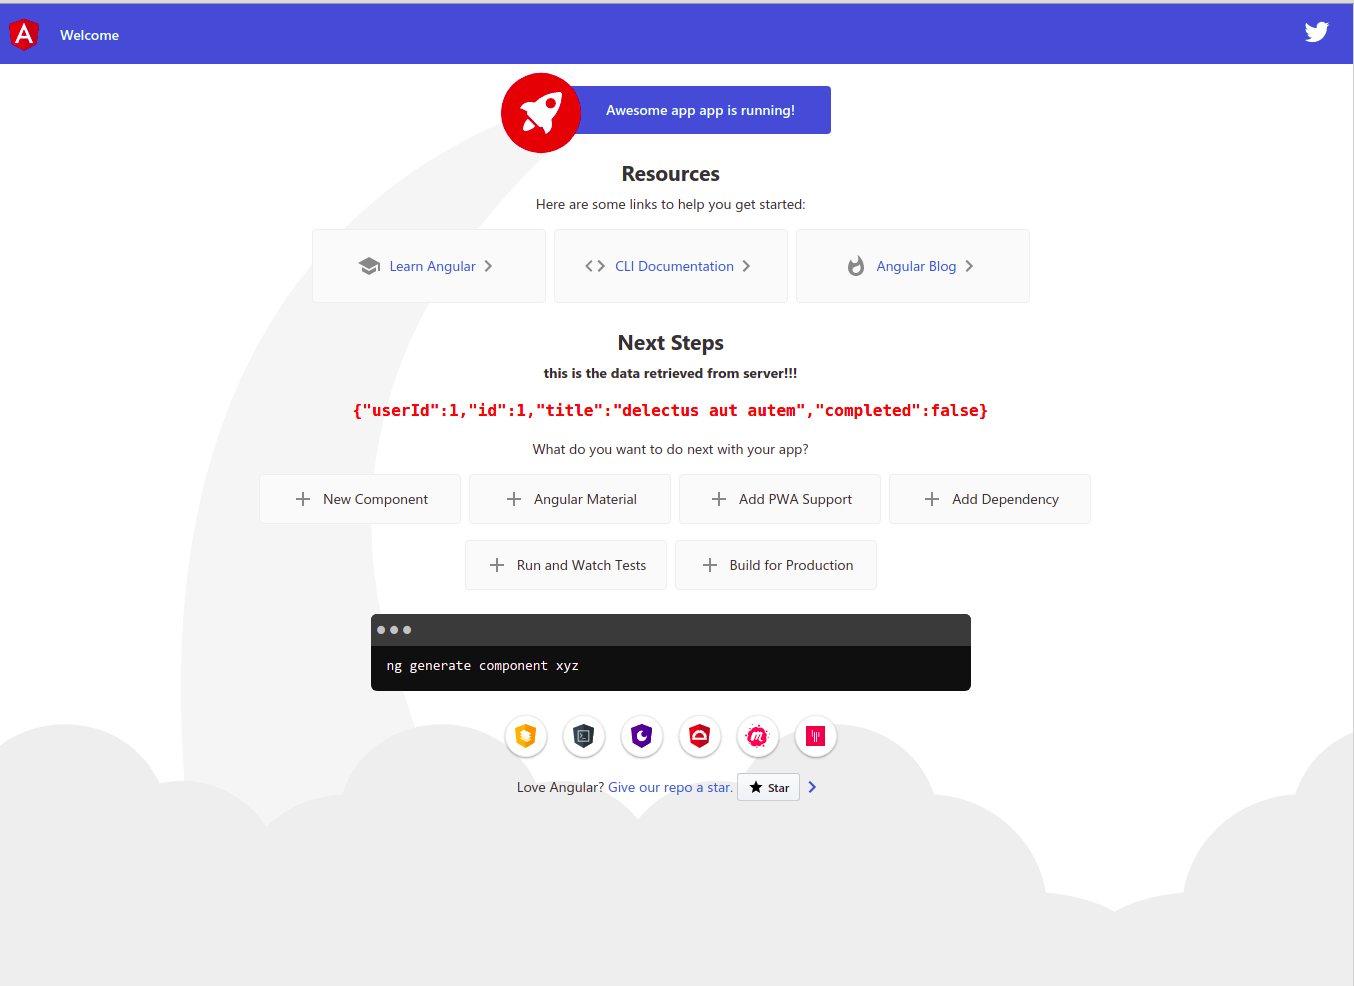 Welcome
Awesome app app is running!
Resources
Here are some links to help you get started:
Learn Angular
CLI Documentation
Angular Blog
Next Steps
this is the data retrieved from server!!!
{"userId":1,"id":1,"title":"delectus aut autem","completed":false}
What do you want to do next with your app?
New Component
Angular Material
Add PWA Support
Add Dependency
Run and Watch Tests
Build for Production
ng generate component xyz
Love Angular? Give our repo a star. Star